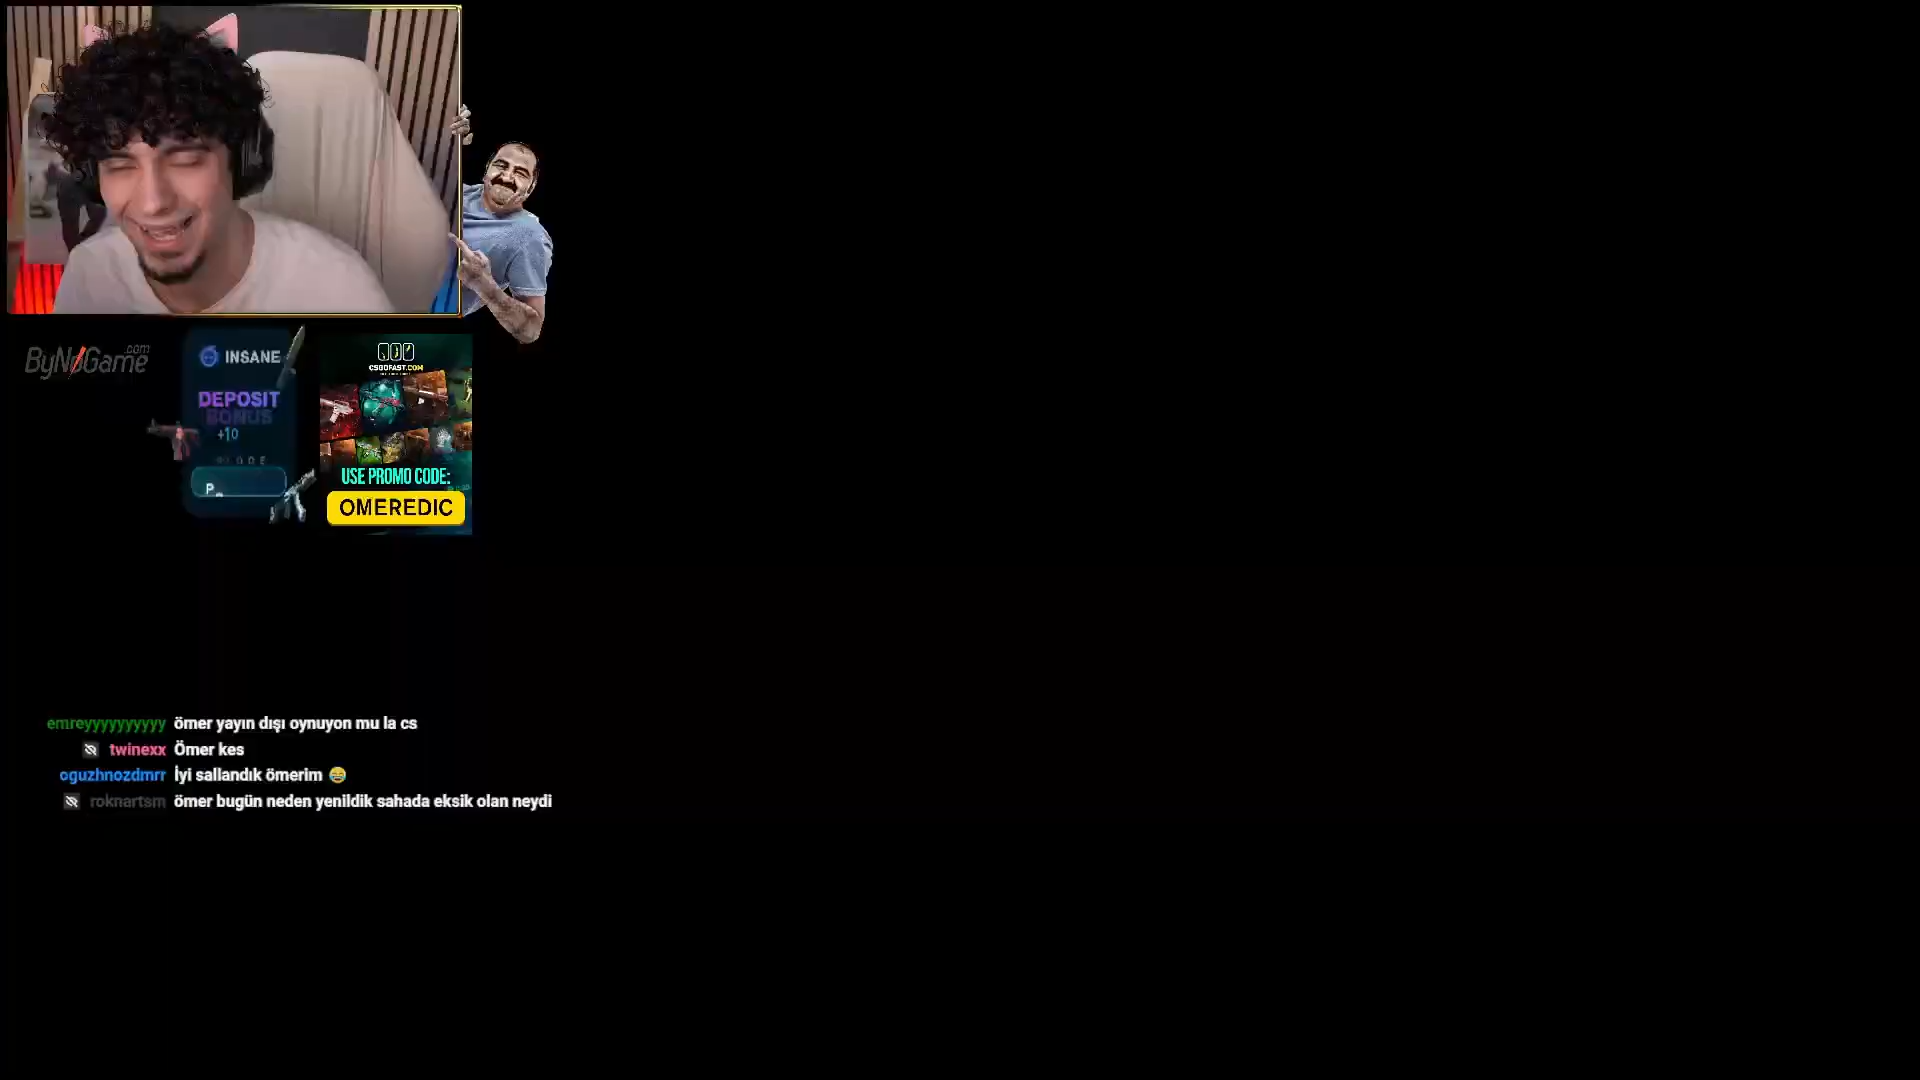 ByNoGame.com
INSANE
DEPOSIT
BONUS
+10
CSGOFAST.COM
USE PROMO CODE:
OMEREDIC
emreyyyyyyyyyy ömer yayın dışı oynuyon mu la cs
twinexx Ömer kes
oguzhnozdmrr İyi sallandık ömerim 😂
roknartsm ömer bugün neden yenildik sahada eksik olan neydi